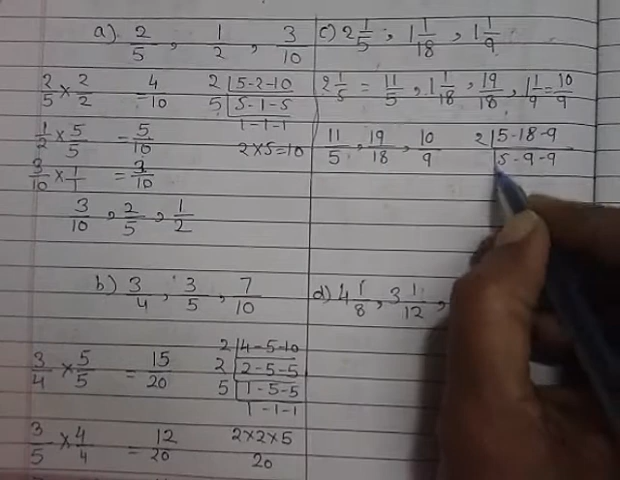 a) 2/5, 1/2, 3/10
2/5 × 2/2 = 4/10
2 | 5-2-10
5 | 5-1-5
1-1-1
1/2 × 5/5 = 5/10
2×5=10
3/10 × 1/1 = 3/10
3/10, 2/5, 1/2
b) 3/4, 3/5, 7/10
3/4 × 5/5 = 15/20
2 | 4-5-10
2 | 2-5-5
5 | 1-5-5
1-1-1
3/5 × 4/4 = 12/20
2×2×5
20
c) 2 1/5, 1 1/18, 1 1/9
2 1/5 = 11/5, 1 1/18, 19/18, 1 1/9 = 10/9
11/5, 19/18, 10/9
2 | 5-18-9
5-9-9
d) 4 1/8, 3 1/12,